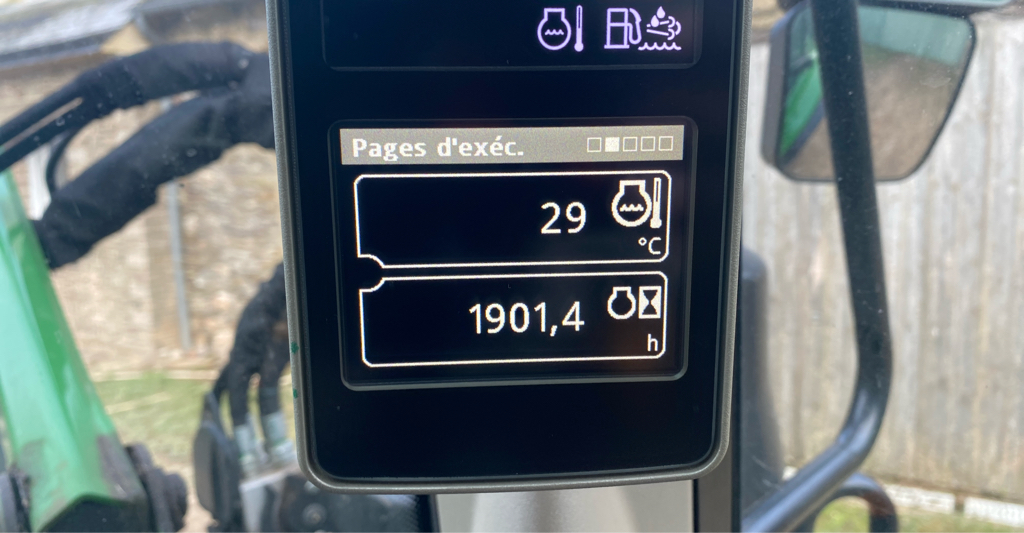 Pages d'exéc.
29
°C
1901,4
h